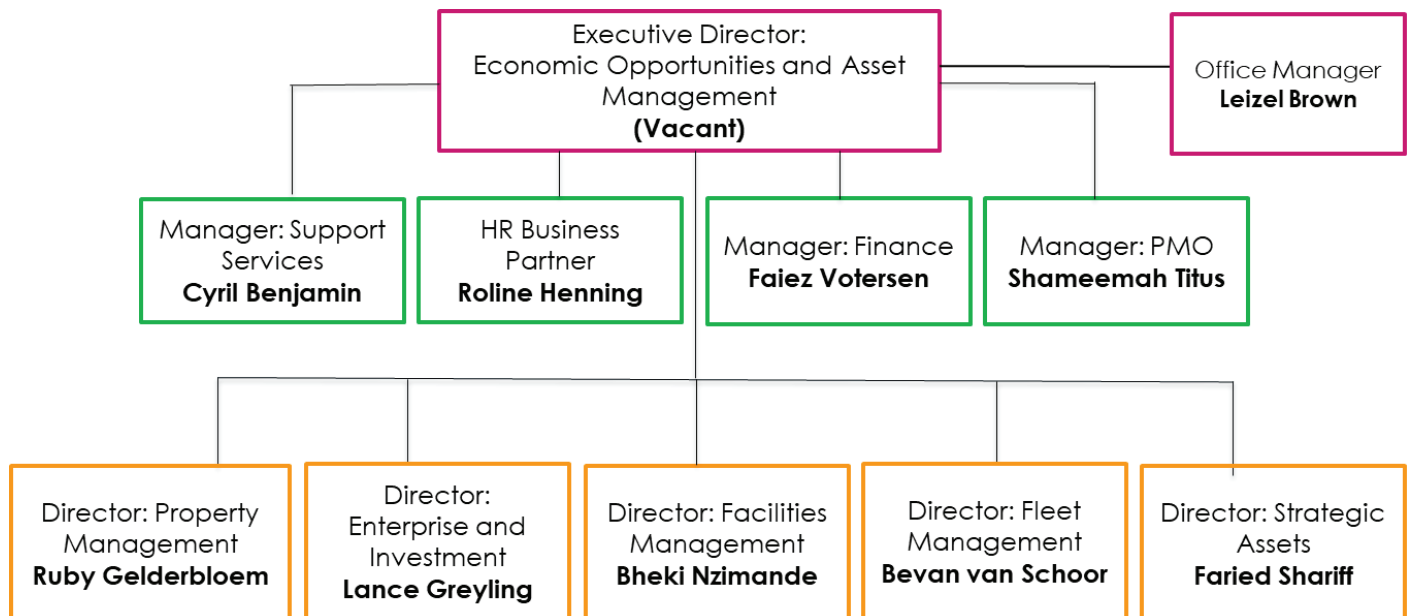 Executive Director:
Economic Opportunities and Asset
Management
(Vacant)
Office Manager
Leizel Brown
Manager: Support
Services
Cyril Benjamin
HR Business
Partner
Roline Henning
Manager: Finance
Faiez Votersen
Manager: PMO
Shameemah Titus
Director: Property
Management
Ruby Gelderbloem
Director:
Enterprise and
Investment
Lance Greyling
Director: Facilities
Management
Bheki Nzimande
Director: Fleet
Management
Bevan van Schoor
Director: Strategic
Assets
Faried Shariff